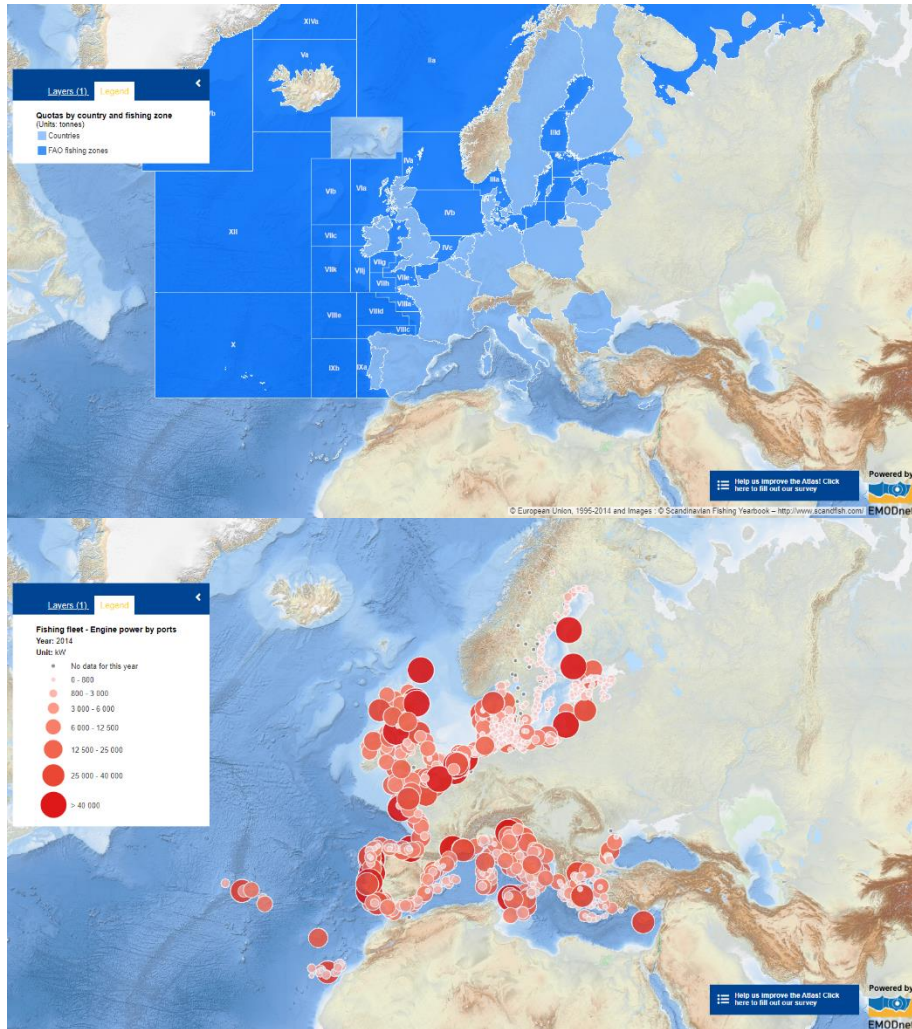 XIVa
Va
IIa
Layers (1) Legend
Vb
Quotas by country and fishing zone
(Units: tonnes)
Countries
FAO fishing zones
IIId
IVa
IIIa
VIb
VIa
IVb
XII
VIIc
IVc
VIIg
VIIk
VIIj
VIIe
VIIh
VIIIa
VIIIe
VIIId
VIIIc
X
IXb
IXa
Help us improve the Atlas! Click
here to fill out our survey
Powered by
EMODnet
© European Union, 1995-2014 and Images : © Scandinavian Fishing Yearbook – http://www.scandfish.com/
Layers (1) Legend
Fishing fleet - Engine power by ports
Year: 2014
Unit: kW
No data for this year
0 - 800
800 - 3 000
3 000 - 6 000
6 000 - 12 500
12 500 - 25 000
25 000 - 40 000
> 40 000
Help us improve the Atlas! Click
here to fill out our survey
Powered by
EMODnet